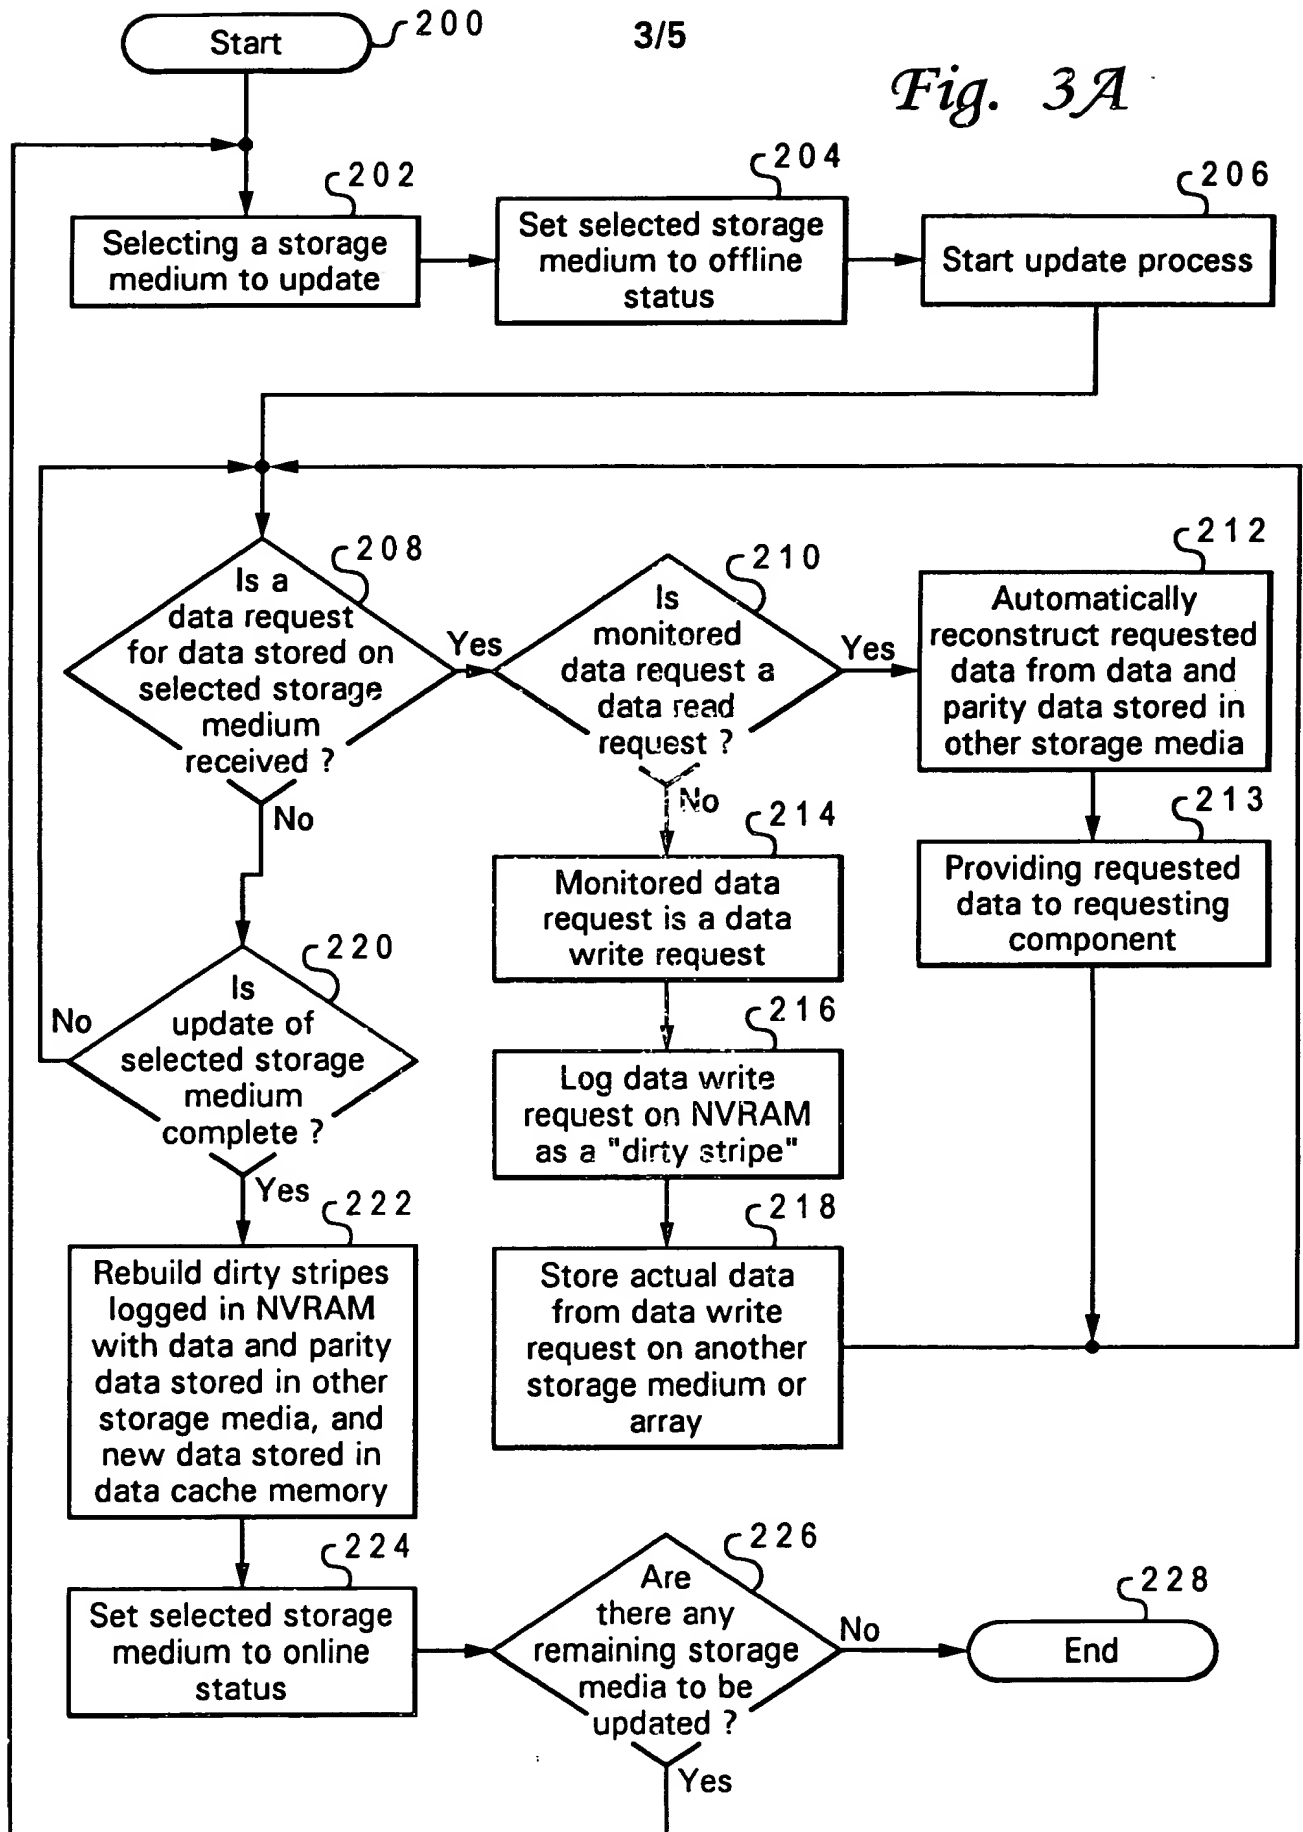 3/5
Fig. 3A
Start
200
202
Selecting a storage
medium to update
204
Set selected storage
medium to offline
status
206
Start update process
208
Is a
data request
for data stored on
selected storage
medium
received ?
Yes
No
210
Is
monitored
data request a
data read
request ?
Yes
No
212
Automatically
reconstruct requested
data from data and
parity data stored in
other storage media
213
Providing requested
data to requesting
component
214
Monitored data
request is a data
write request
216
Log data write
request on NVRAM
as a "dirty stripe"
218
Store actual data
from data write
request on another
storage medium or
array
220
Is
update of
selected storage
medium
complete ?
No
Yes
222
Rebuild dirty stripes
logged in NVRAM
with data and parity
data stored in other
storage media, and
new data stored in
data cache memory
224
Set selected storage
medium to online
status
226
Are
there any
remaining storage
media to be
updated ?
No
Yes
228
End